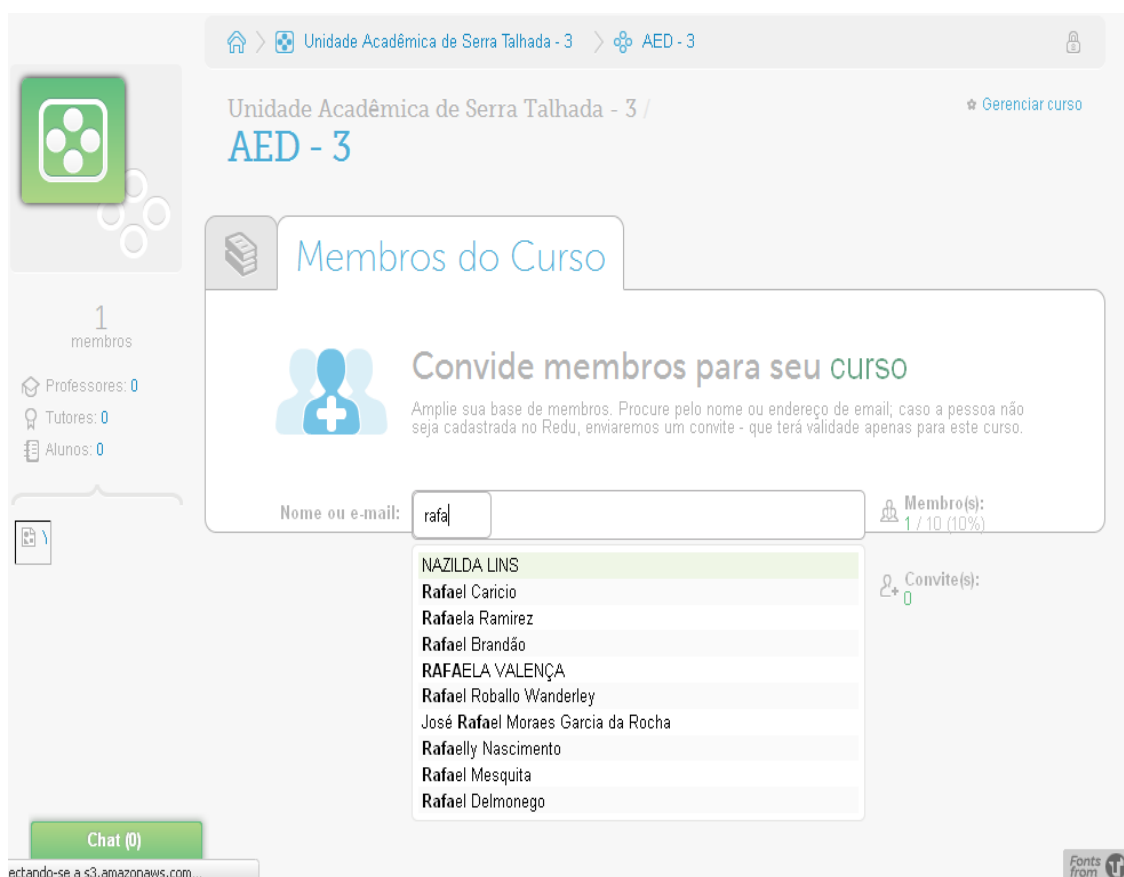 Unidade Acadêmica de Serra Talhada - 3 AED - 3
Unidade Acadêmica de Serra Talhada - 3 /
AED - 3
Gerenciar curso
Membros do Curso
1
membros
Professores: 0
Tutores: 0
Alunos: 0
Convide membros para seu curso
Amplie sua base de membros. Procure pelo nome ou endereço de email; caso a pessoa não
seja cadastrada no Redu, enviaremos um convite - que terá validade apenas para este curso.
Nome ou e-mail: rafa
Membro(s):
1 / 10 (10%)
Convite(s):
0
NAZILDA LINS
Rafael Caricio
Rafaela Ramirez
Rafael Brandão
RAFAELA VALENÇA
Rafael Roballo Wanderley
José Rafael Moraes Garcia da Rocha
Rafaelly Nascimento
Rafael Mesquita
Rafael Delmonego
Chat (0)
ectando-se a s3.amazonaws.com...
Fonts
from